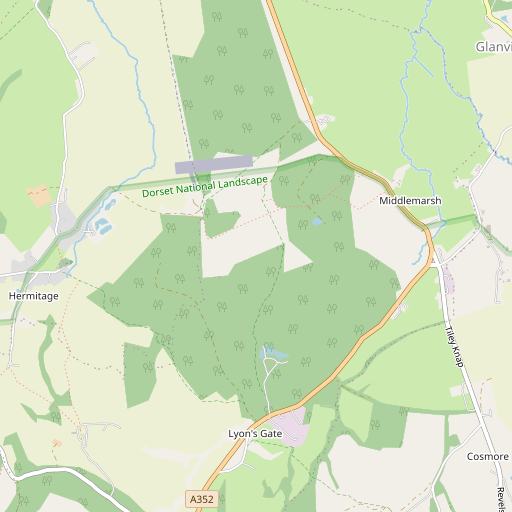 Glanvi
Dorset National Landscape
Middlemarsh
Hermitage
Tiley Knap
Lyon's Gate
Cosmore
A352
Revels